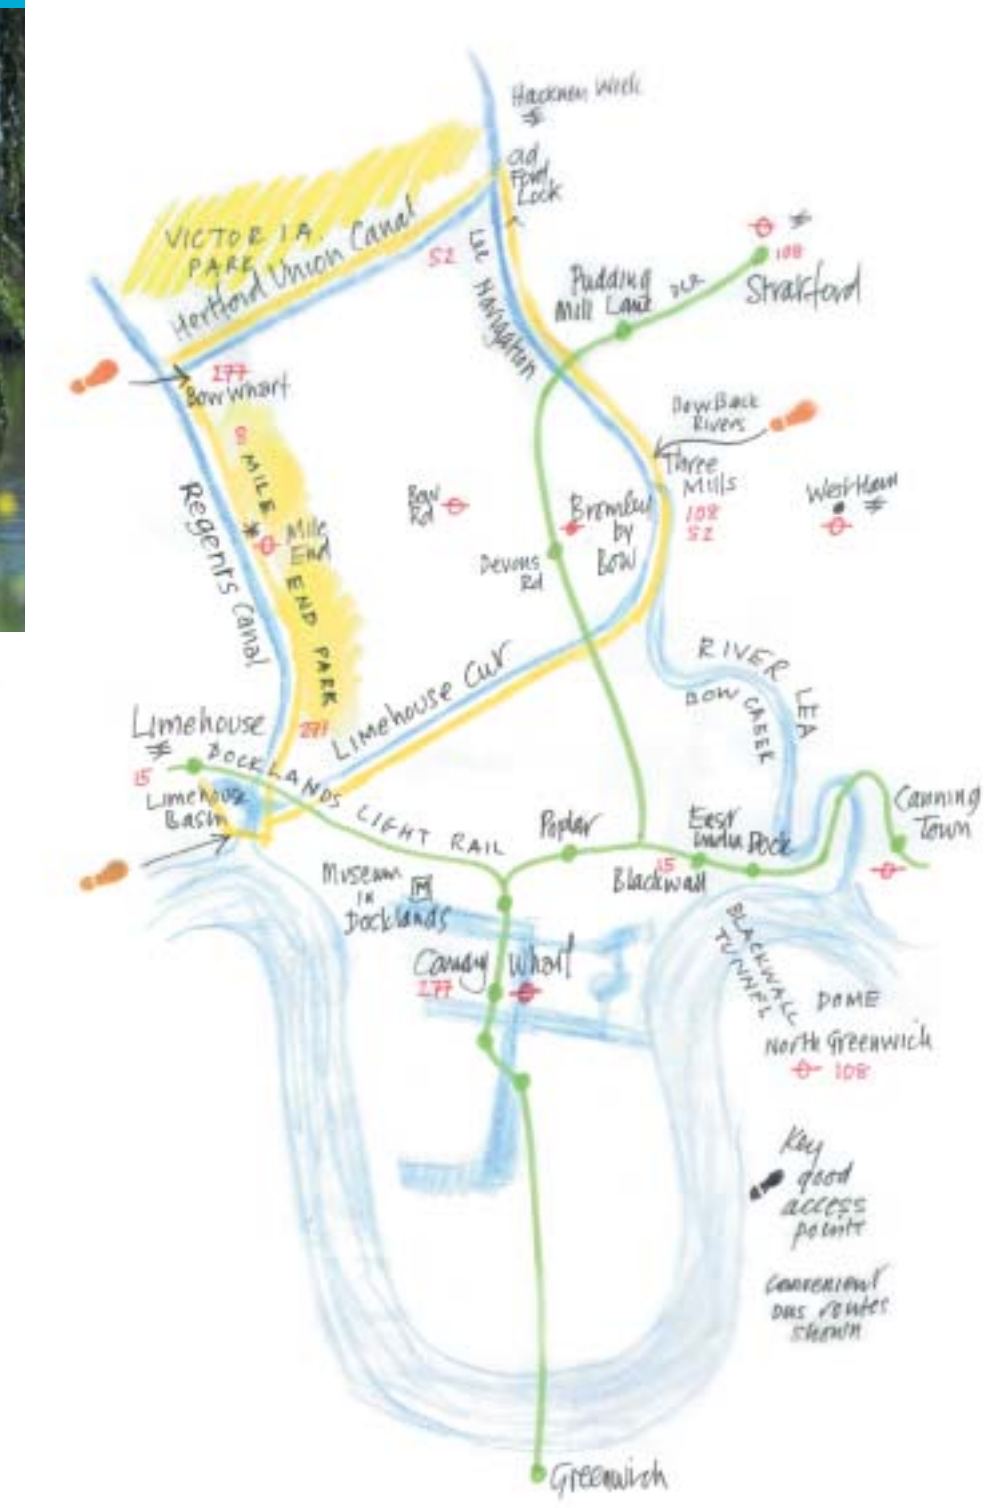 Hackney Wick
Old
Ford
Lock
VICTORIA
PARK
Hertford Union Canal
52
Lee Navigation
108
Stratford
DLR
Pudding
Mill Lane
277
Bow Wharf
8
MILE END PARK
Mile
End
Regents Canal
277
Bow
Rd
Bow Back
Rivers
Three
Mills
108
52
West Ham
Bromley
by
Bow
Devons
Rd
Limehouse Cut
RIVER LEA
BOW CREEK
Limehouse
15
DOCKLANDS LIGHT RAIL
Limehouse
Basin
Poplar
East
India Dock
15
Blackwall
Canning
Town
Museum
in
Docklands
M
Canary Wharf
277
BLACKWALL
TUNNEL
DOME
North Greenwich
108
Key
good
access
points
Convenient
bus routes
shown
Greenwich